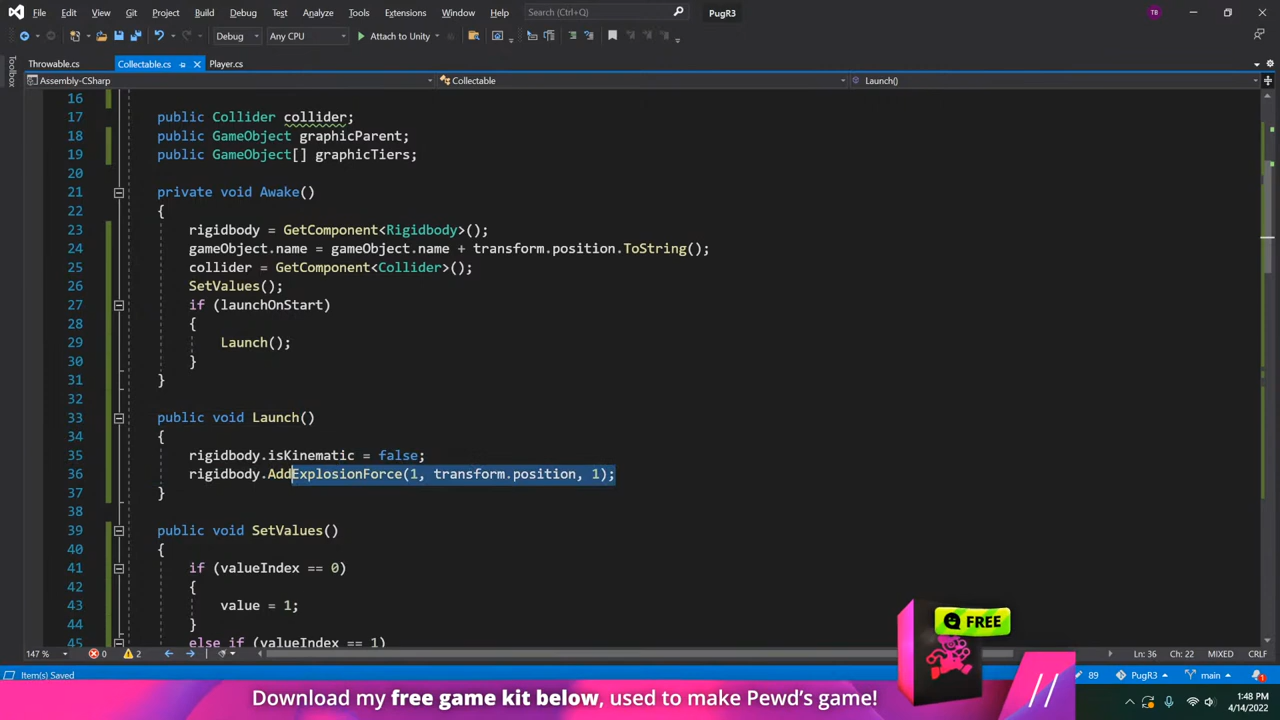 File Edit View Git Project Build Debug Test Analyze Tools Extensions Window Help Search (Ctrl+Q) PugR3 TB
Debug Any CPU Attach to Unity
Toolbox
Throwable.cs Collectable.cs Player.cs
Assembly-CSharp Collectable Launch()
16
17 public Collider collider;
18 public GameObject graphicParent;
19 public GameObject[] graphicTiers;
20
21 private void Awake()
22 {
23 rigidbody = GetComponent<Rigidbody>();
24 gameObject.name = gameObject.name + transform.position.ToString();
25 collider = GetComponent<Collider>();
26 SetValues();
27 if (launchOnStart)
28 {
29 Launch();
30 }
31 }
32
33 public void Launch()
34 {
35 rigidbody.isKinematic = false;
36 rigidbody.AddExplosionForce(1, transform.position, 1);
37 }
38
39 public void SetValues()
40 {
41 if (valueIndex == 0)
42 {
43 value = 1;
44 }
45 else if (valueIndex == 1)
FREE
147 % 0 2 Ln: 36 Ch: 22 MIXED CRLF
Item(s) Saved 89 PugR3 main 1
Download my free game kit below, used to make Pewd's game! //
1:48 PM
4/14/2022